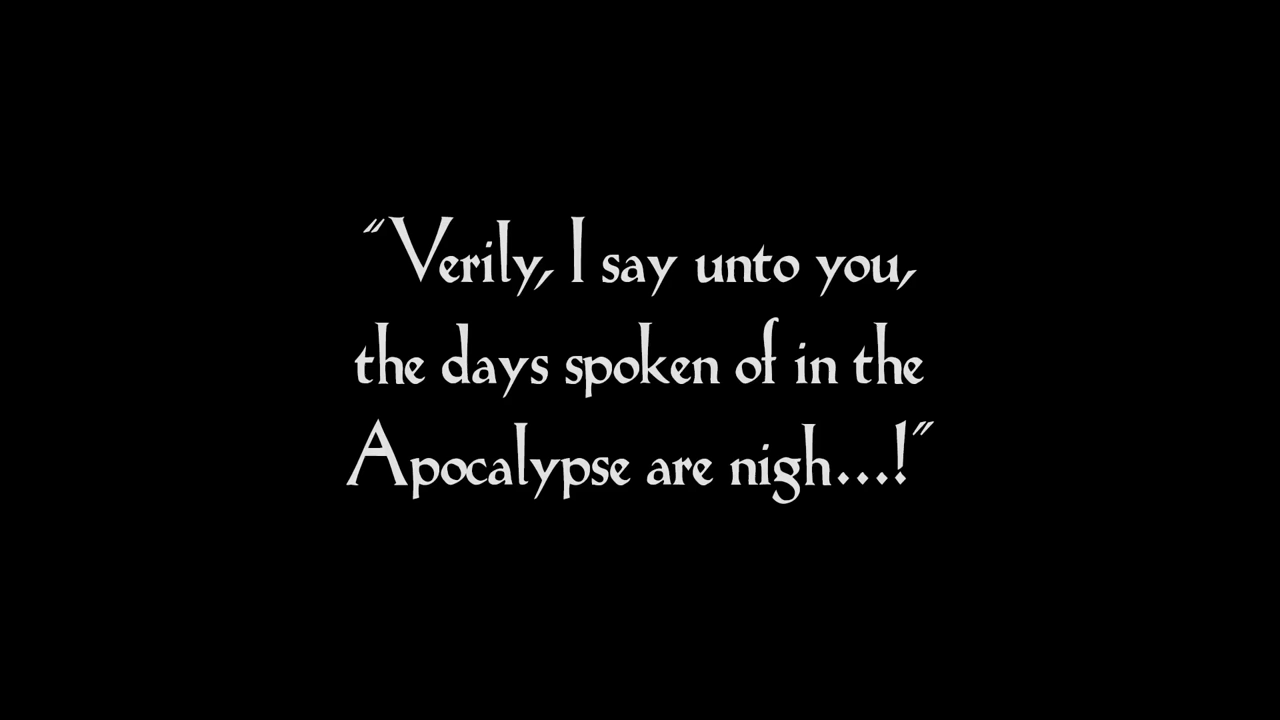 "Verily, I say unto you,
the days spoken of in the
Apocalypse are nigh...!"